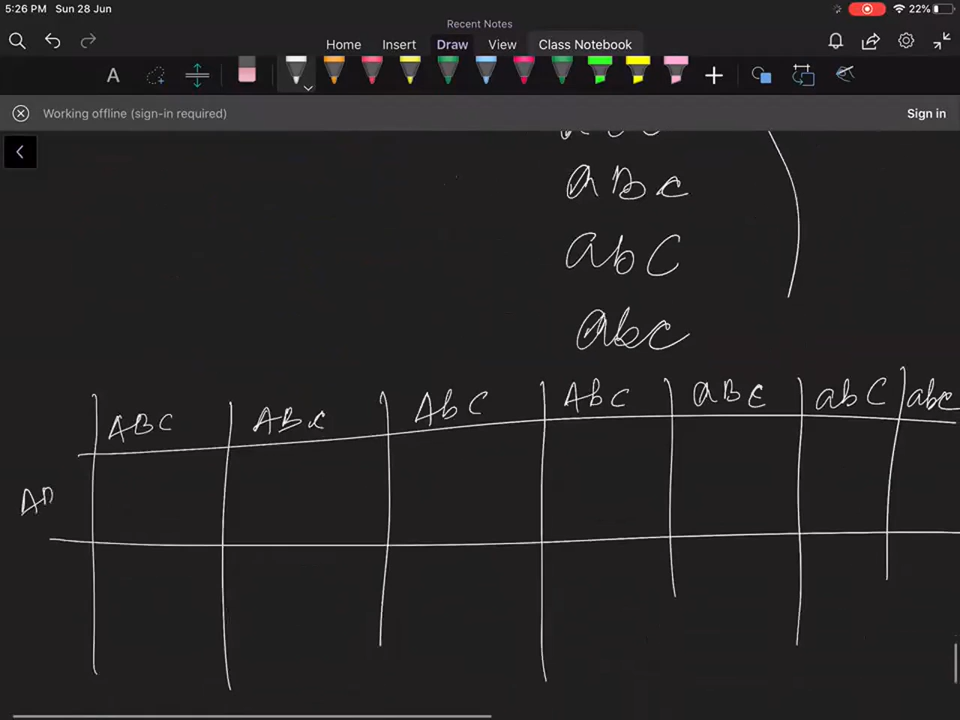 5:26 PM Sun 28 Jun
22%
Recent Notes
Home Insert Draw View Class Notebook
A
Working offline (sign-in required)
Sign in
aBc
abC
abc
ABC ABc AbC Abc aBc abC abc